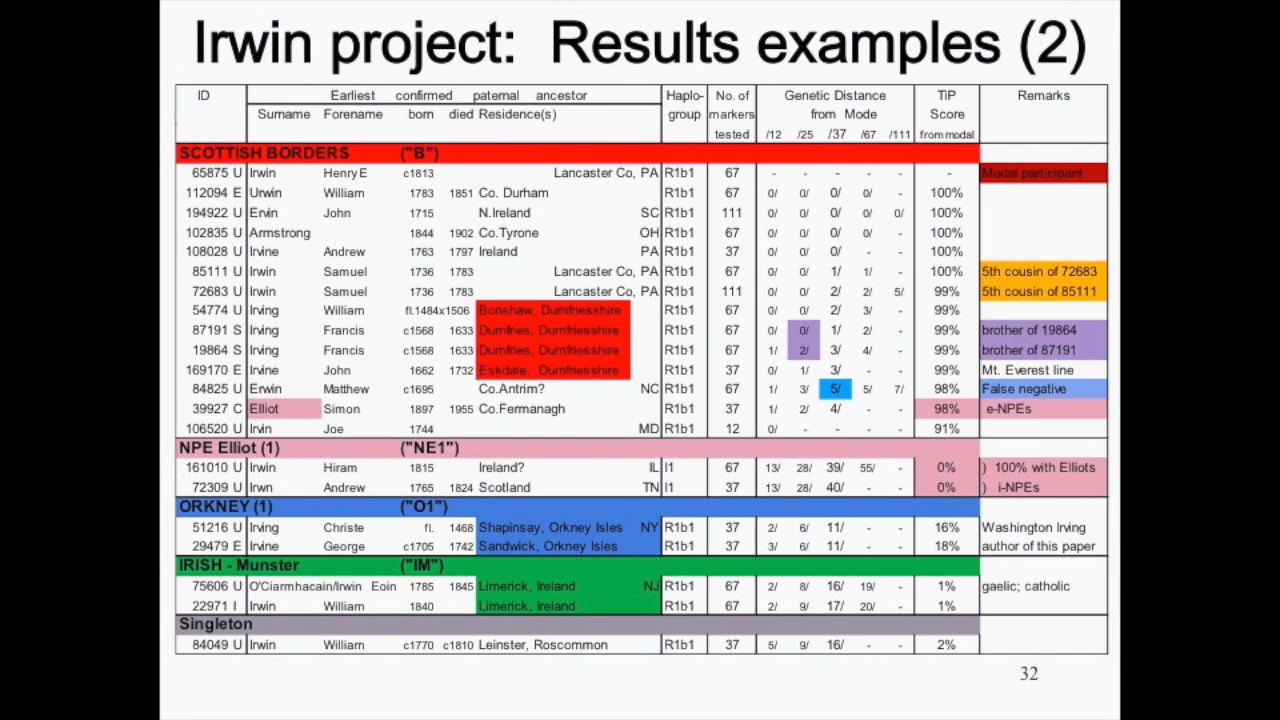 Irwin project: Results examples (2)
ID Earliest confirmed paternal ancestor Haplo- No. of Genetic Distance TiP Remarks
Surname Forename born died Residence(s) group markers from Mode Score
tested /12 /25 /37 /67 /111 from modal
SCOTTISH BORDERS ("B")
65875 U Irwin Henry E c1813 Lancaster Co, PA R1b1 67 - - - - - - Modal participant
112094 E Urwin William 1783 1851 Co. Durham R1b1 67 0/ 0/ 0/ 0/ - 100%
194922 U Ervin John 1715 N.Ireland SC R1b1 111 0/ 0/ 0/ 0/ 0/ 100%
102835 U Armstrong 1844 1902 Co.Tyrone OH R1b1 67 0/ 0/ 0/ 0/ - 100%
108028 U Irvine Andrew 1763 1797 Ireland PA R1b1 37 0/ 0/ 0/ - - 100%
85111 U Irwin Samuel 1736 1783 Lancaster Co, PA R1b1 67 0/ 0/ 1/ 1/ - 100% 5th cousin of 72683
72683 U Irwin Samuel 1736 1783 Lancaster Co, PA R1b1 111 0/ 0/ 2/ 2/ 5/ 99% 5th cousin of 85111
54774 U Irving William fl.1484x1506 Bonshaw, Dumfriesshire R1b1 67 0/ 0/ 2/ 3/ - 99%
87191 S Irving Francis c1568 1633 Dumfries, Dumfriesshire R1b1 67 0/ 0/ 1/ 2/ - 99% brother of 19864
19864 S Irving Francis c1568 1633 Dumfries, Dumfriesshire R1b1 67 1/ 2/ 3/ 4/ - 99% brother of 87191
169170 E Irvine John 1662 1732 Eskdale, Dumfriesshire R1b1 37 0/ 1/ 3/ - - 99% Mt. Everest line
84825 U Erwin Matthew c1695 Co.Antrim? NC R1b1 67 1/ 3/ 5/ 5/ 7/ 98% False negative
39927 C Elliot Simon 1897 1955 Co.Fermanagh R1b1 37 1/ 2/ 4/ - - 98% e-NPEs
106520 U Irvin Joe 1744 MD R1b1 12 0/ - - - - 91%
NPE Elliot (1) ("NE1")
161010 U Irwin Hiram 1815 Ireland? IL I1 67 13/ 28/ 39/ 55/ - 0% ) 100% with Elliots
72309 U Irwn Andrew 1765 1824 Scotland TN I1 37 13/ 28/ 40/ - - 0% ) i-NPEs
ORKNEY (1) ("O1")
51216 U Irving Christe fl. 1468 Shapinsay, Orkney Isles NY R1b1 37 2/ 6/ 11/ - - 16% Washington Irving
29479 E Irvine George c1705 1742 Sandwick, Orkney Isles R1b1 37 3/ 6/ 11/ - - 18% author of this paper
IRISH - Munster ("IM")
75606 U O'Ciarmhacain/Irwin Eoin 1785 1845 Limerick, Ireland NJ R1b1 67 2/ 8/ 16/ 19/ - 1% gaelic; catholic
22971 I Irwin William 1840 Limerick, Ireland R1b1 67 2/ 9/ 17/ 20/ - 1%
Singleton
84049 U Irwin William c1770 c1810 Leinster, Roscommon R1b1 37 5/ 9/ 16/ 2%
32